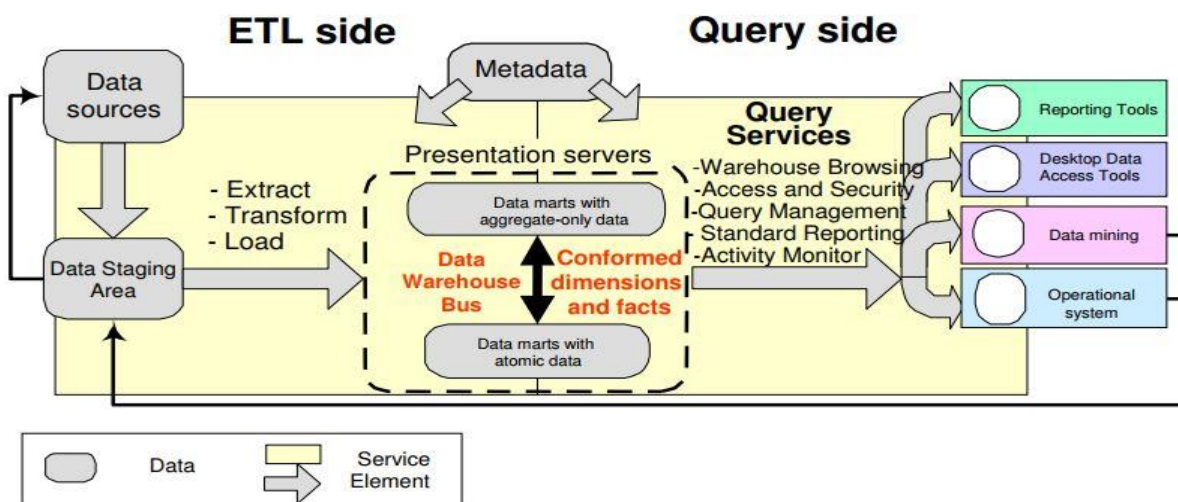 ETL side
Query side
Data
sources
Metadata
Query
Services
Presentation servers
- Extract
- Transform
- Load
Data Staging
Area
Data marts with
aggregate-only data
Data
Warehouse
Bus
Conformed
dimensions
and facts
Data marts with
atomic data
-Warehouse Browsing
-Access and Security
-Query Management
- Standard Reporting
-Activity Monitor
Reporting Tools
Desktop Data
Access Tools
Data mining
Operational
system
Data
Service
Element